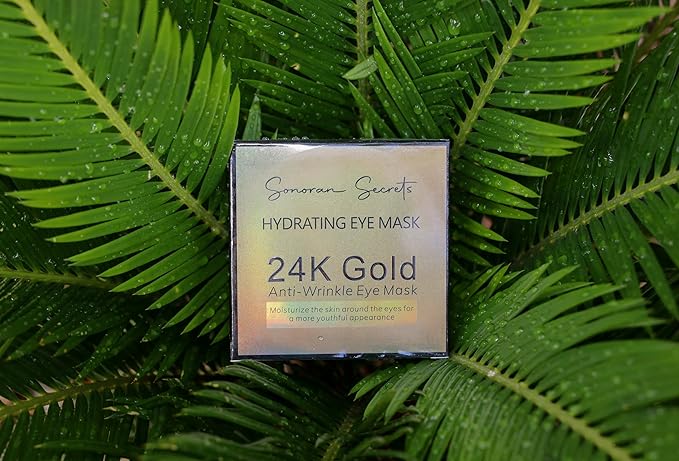 Sonoran Secrets
HYDRATING EYE MASK
24K Gold
Anti-Wrinkle Eye Mask
Moisturize the skin around the eyes for
a more youthful appearance